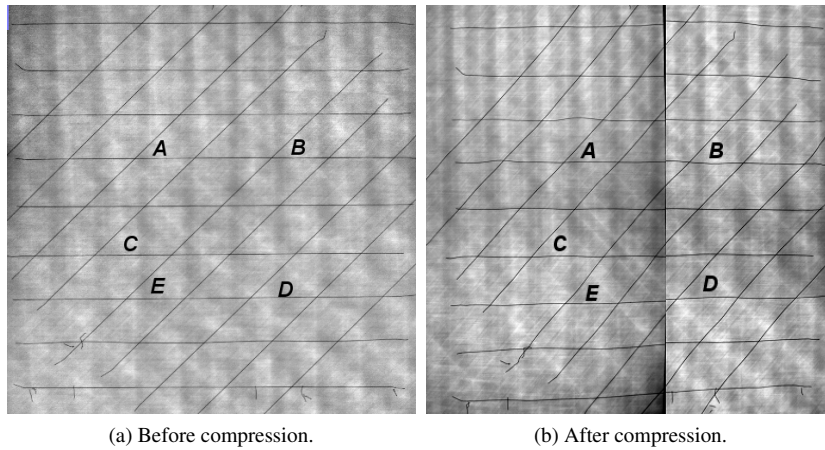 A
B
C
E
D
A
B
C
E
D
(a) Before compression.
(b) After compression.